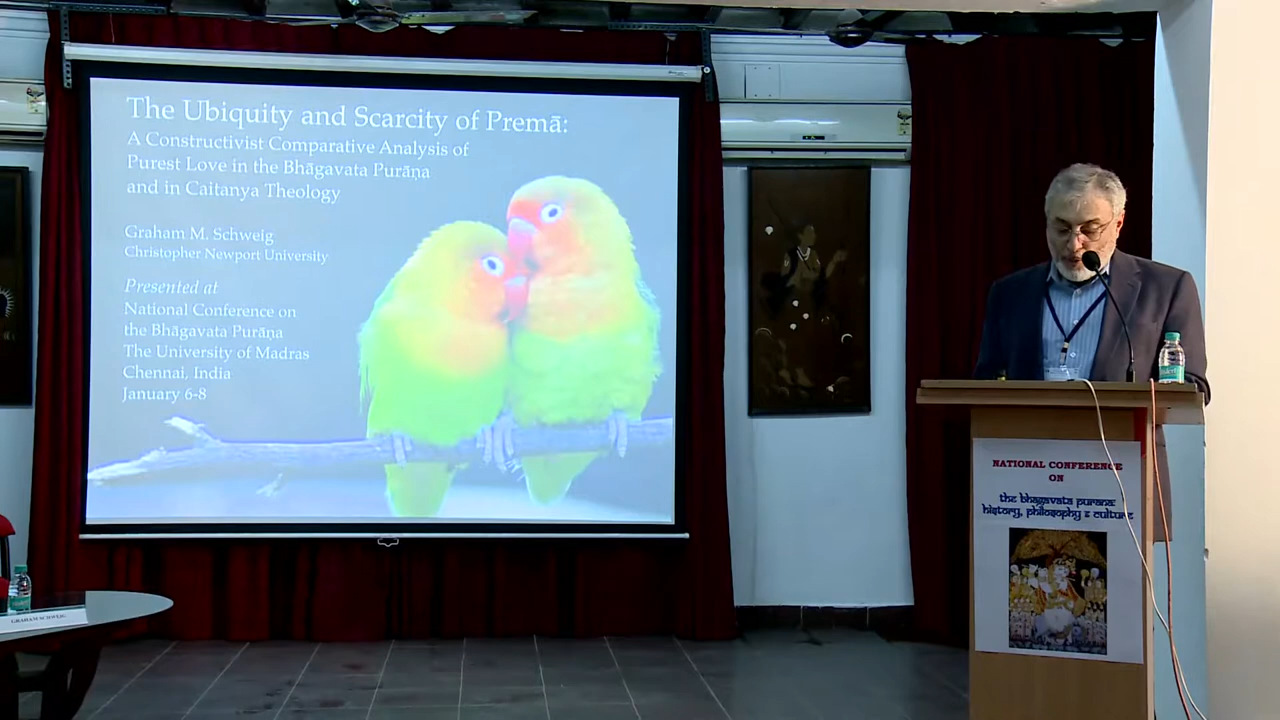 The Ubiquity and Scarcity of Premā:
A Constructivist Comparative Analysis of
Purest Love in the Bhāgavata Purāṇa
and in Caitanya Theology
Graham M. Schweig
Christopher Newport University
Presented at
National Conference on
the Bhāgavata Purāṇa
The University of Madras
Chennai, India
January 6-8
NATIONAL CONFERENCE
ON
the Bhagavata Purana:
history, philosophy & culture
GRAHAM SCHWEIG